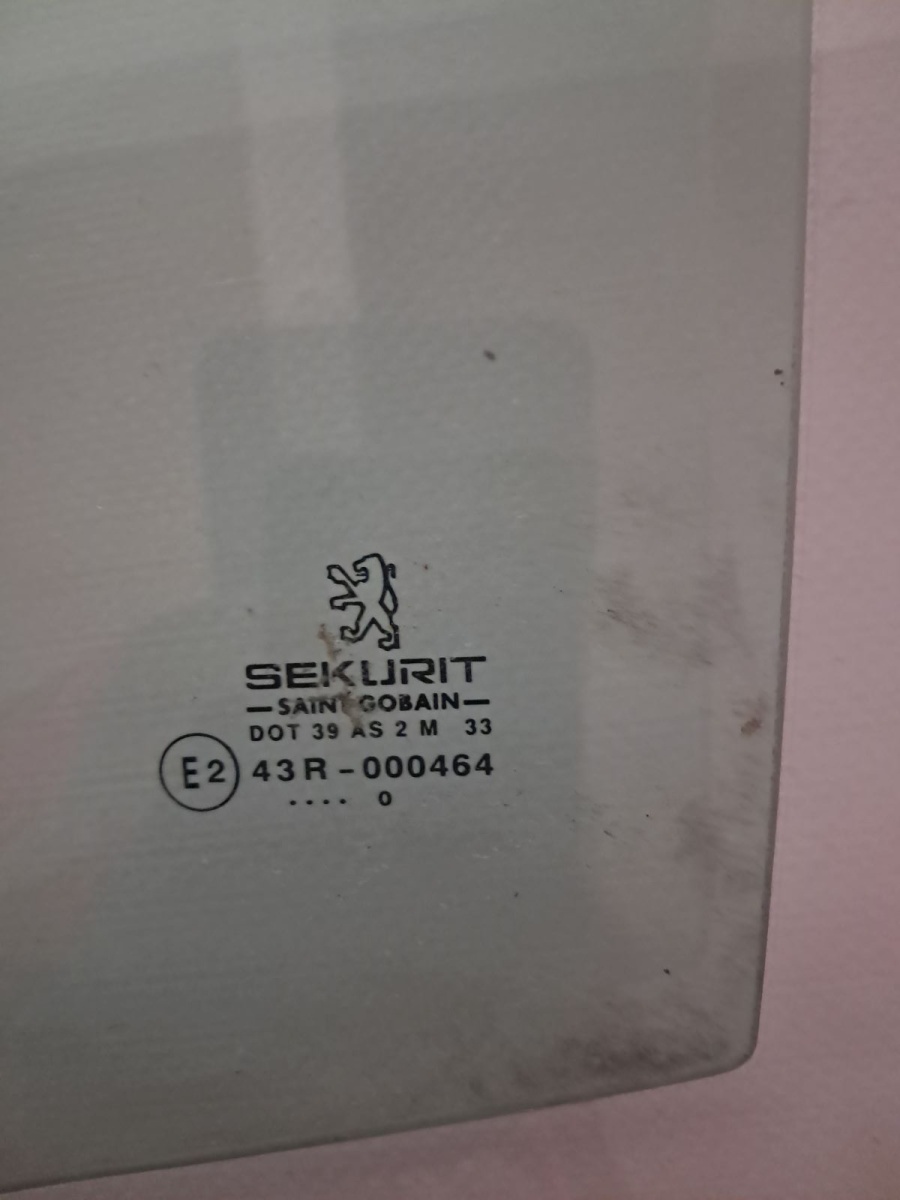 SEKURIT
—SAINT GOBAIN—
DOT 39 AS 2 M 33
E2 43R-000464
.... 0